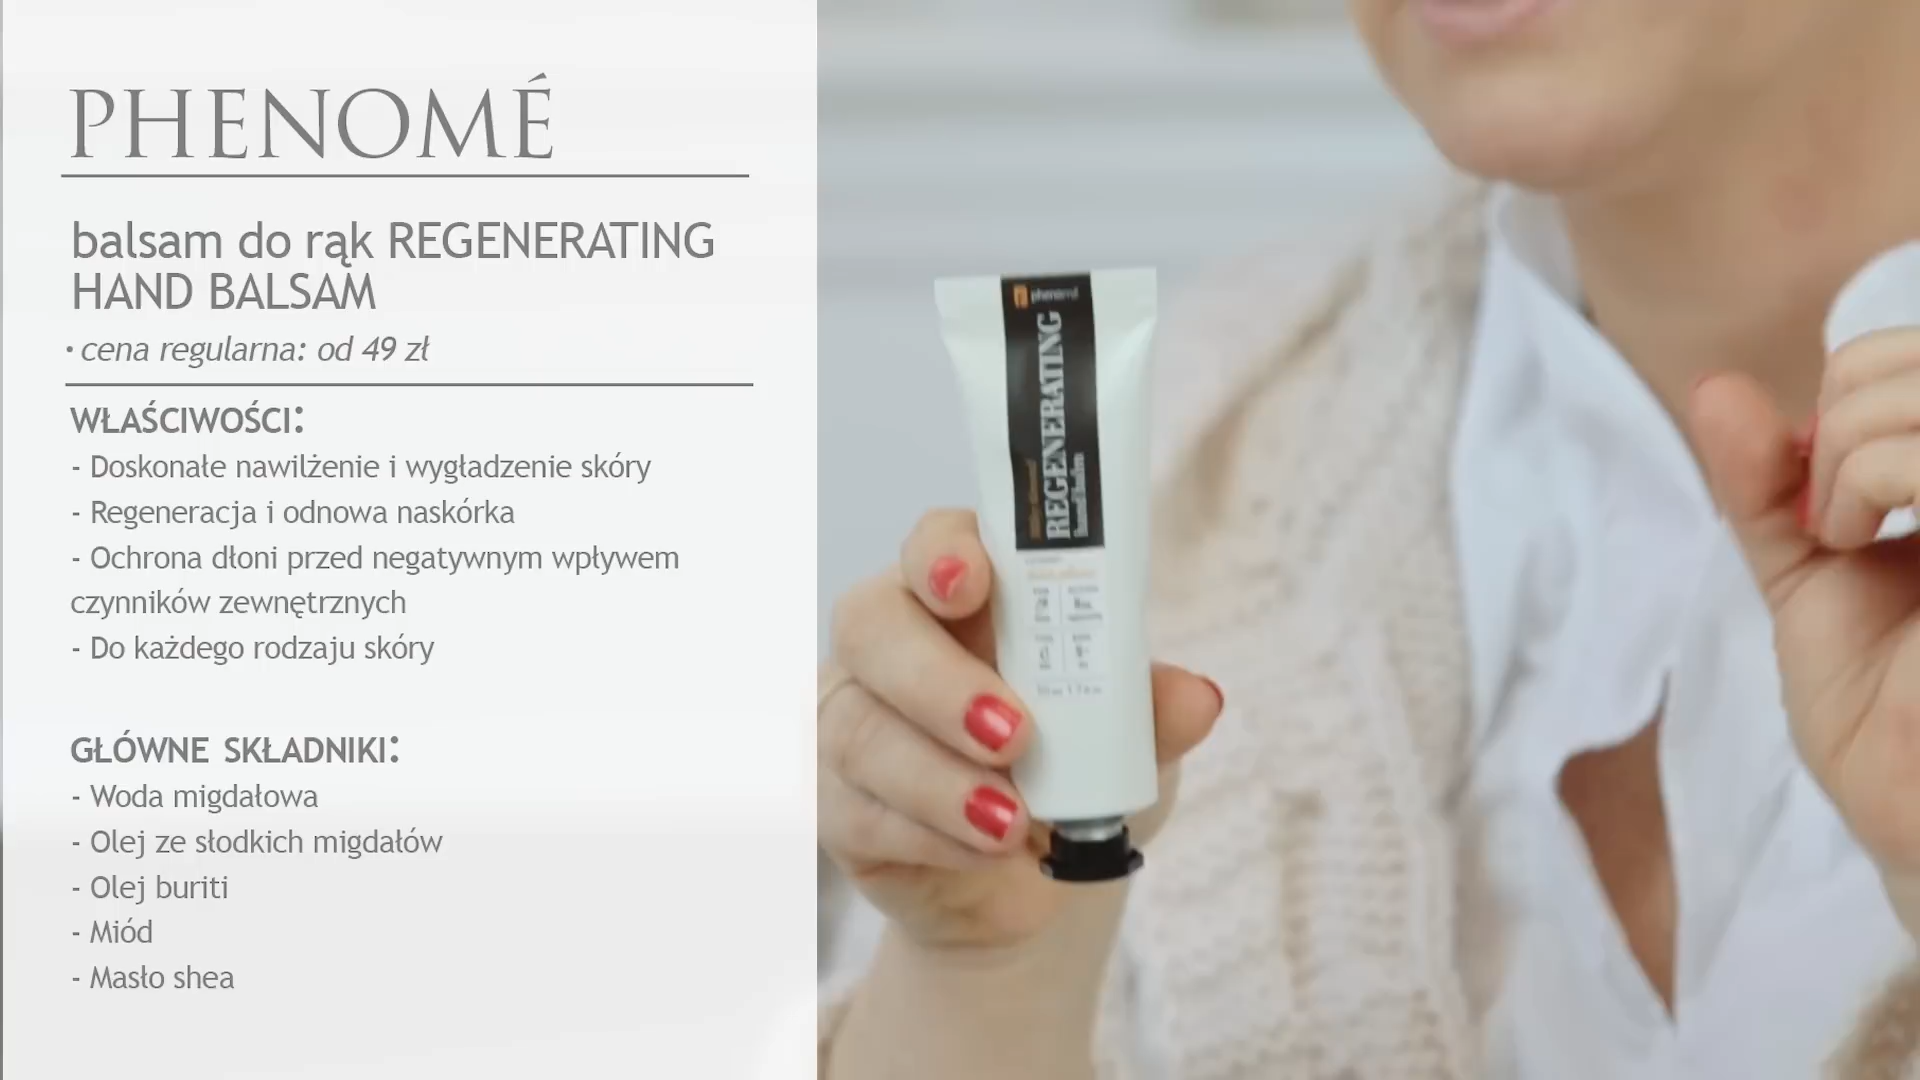 PHENOMÉ
balsam do rąk REGENERATING
HAND BALSAM
• cena regularna: od 49 zł
WŁAŚCIWOŚCI:
- Doskonałe nawilżenie i wygładzenie skóry
- Regeneracja i odnowa naskórka
- Ochrona dłoni przed negatywnym wpływem
czynników zewnętrznych
- Do każdego rodzaju skóry
GŁÓWNE SKŁADNIKI:
- Woda migdałowa
- Olej ze słodkich migdałów
- Olej buriti
- Miód
- Masło shea
phenomé
REGENERATING